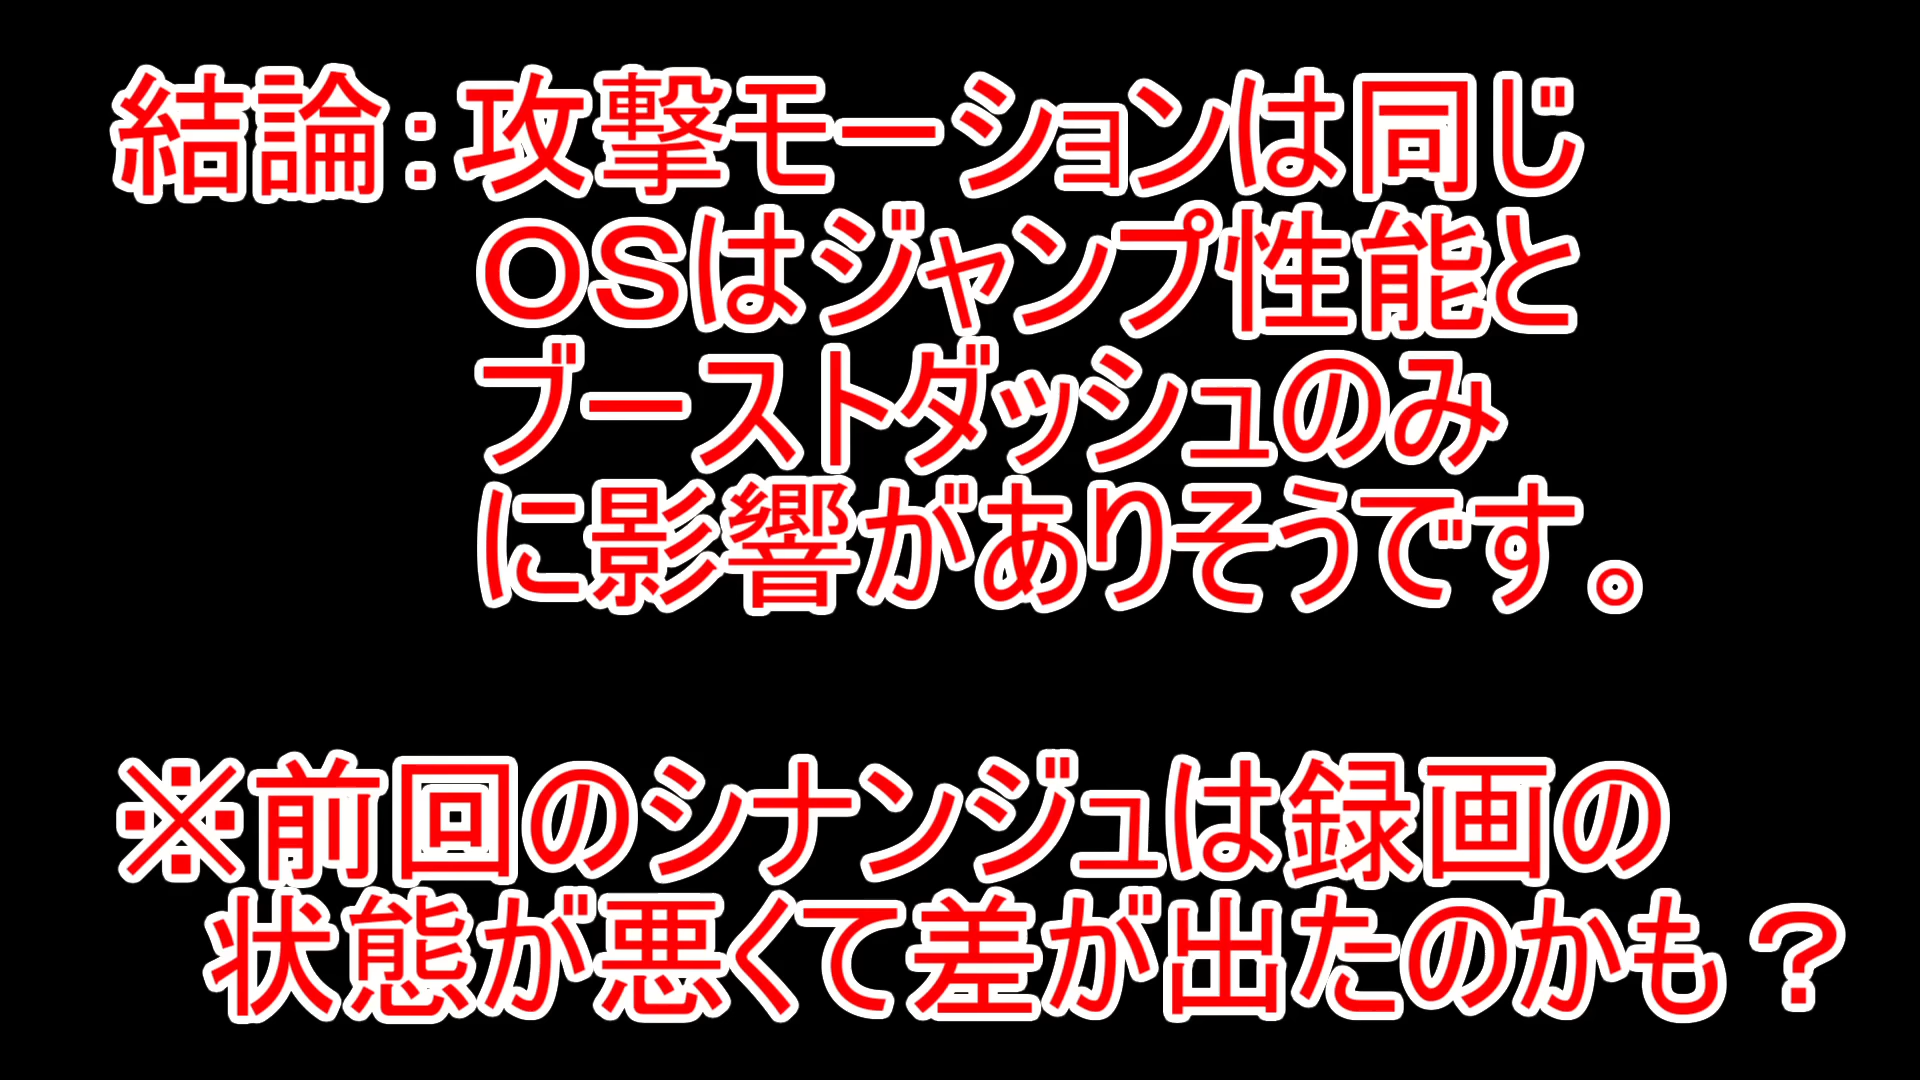 結論：攻撃モーションは同じ
ＯＳはジャンプ性能と
ブーストダッシュのみ
に影響がありそうです。
※前回のシナンジュは録画の
状態が悪くて差が出たのかも？